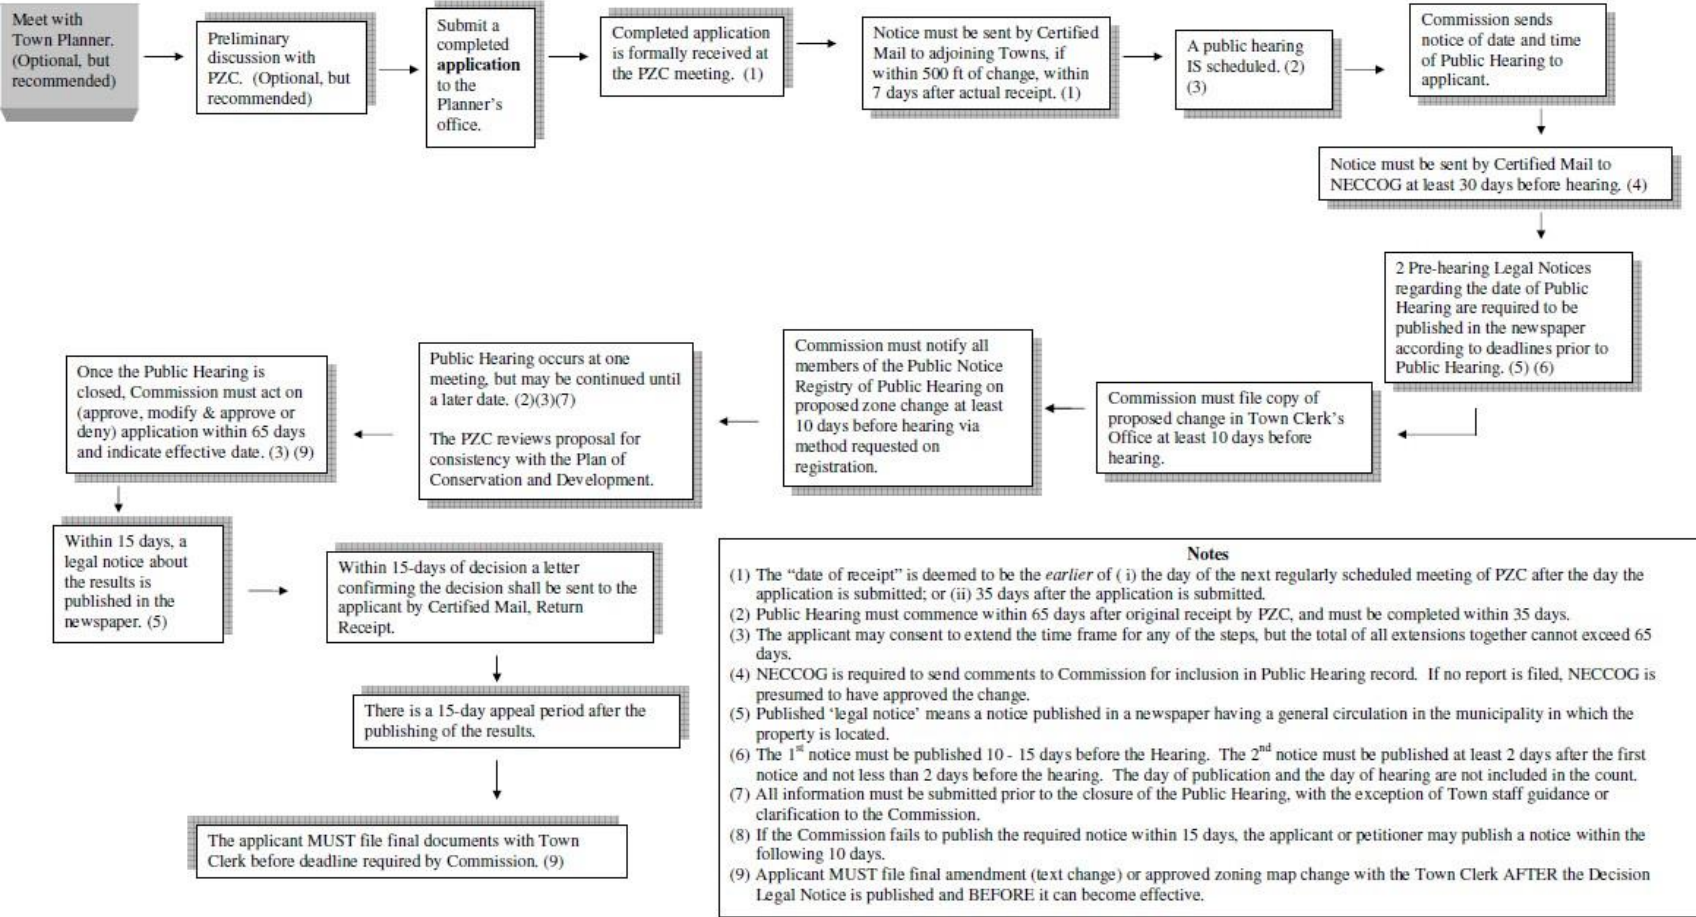 Meet with
Town Planner.
(Optional, but
recommended)
Preliminary
discussion with
PZC. (Optional, but
recommended)
Submit a
completed
application
to the
Planner's
office.
Completed application
is formally received at
the PZC meeting. (1)
Notice must be sent by Certified
Mail to adjoining Towns, if
within 500 ft of change, within
7 days after actual receipt. (1)
A public hearing
IS scheduled. (2)
(3)
Commission sends
notice of date and time
of Public Hearing to
applicant.
Notice must be sent by Certified Mail to
NECCOG at least 30 days before hearing. (4)
2 Pre-hearing Legal Notices
regarding the date of Public
Hearing are required to be
published in the newspaper
according to deadlines prior to
Public Hearing. (5) (6)
Commission must file copy of
proposed change in Town Clerk's
Office at least 10 days before
hearing.
Commission must notify all
members of the Public Notice
Registry of Public Hearing on
proposed zone change at least
10 days before hearing via
method requested on
registration.
Public Hearing occurs at one
meeting, but may be continued until
a later date. (2)(3)(7)
The PZC reviews proposal for
consistency with the Plan of
Conservation and Development.
Once the Public Hearing is
closed, Commission must act on
(approve, modify & approve or
deny) application within 65 days
and indicate effective date. (3) (9)
Within 15 days, a
legal notice about
the results is
published in the
newspaper. (5)
Within 15-days of decision a letter
confirming the decision shall be sent to the
applicant by Certified Mail, Return
Receipt.
There is a 15-day appeal period after the
publishing of the results.
The applicant MUST file final documents with Town
Clerk before deadline required by Commission. (9)
Notes
(1) The "date of receipt" is deemed to be the earlier of ( i) the day of the next regularly scheduled meeting of PZC after the day the
application is submitted; or (ii) 35 days after the application is submitted.
(2) Public Hearing must commence within 65 days after original receipt by PZC, and must be completed within 35 days.
(3) The applicant may consent to extend the time frame for any of the steps, but the total of all extensions together cannot exceed 65
days.
(4) NECCOG is required to send comments to Commission for inclusion in Public Hearing record. If no report is filed, NECCOG is
presumed to have approved the change.
(5) Published 'legal notice' means a notice published in a newspaper having a general circulation in the municipality in which the
property is located.
(6) The 1st notice must be published 10 - 15 days before the Hearing. The 2nd notice must be published at least 2 days after the first
notice and not less than 2 days before the hearing. The day of publication and the day of hearing are not included in the count.
(7) All information must be submitted prior to the closure of the Public Hearing, with the exception of Town staff guidance or
clarification to the Commission.
(8) If the Commission fails to publish the required notice within 15 days, the applicant or petitioner may publish a notice within the
following 10 days.
(9) Applicant MUST file final amendment (text change) or approved zoning map change with the Town Clerk AFTER the Decision
Legal Notice is published and BEFORE it can become effective.